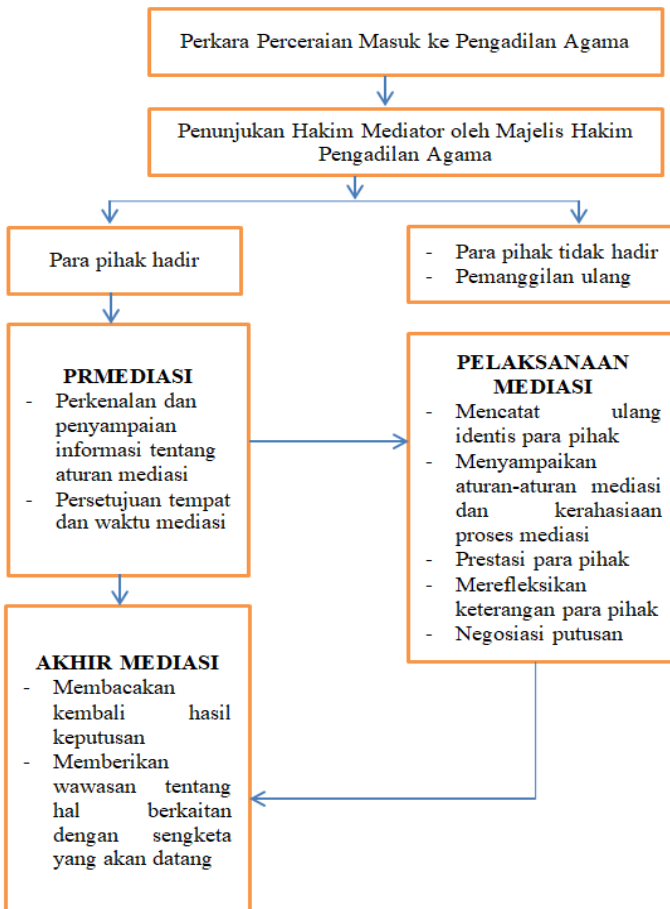 Perkara Perceraian Masuk ke Pengadilan Agama
Penunjukan Hakim Mediator oleh Majelis Hakim
Pengadilan Agama
Para pihak hadir
- Para pihak tidak hadir
- Pemanggilan ulang
PRMEDIASI
- Perkenalan dan
penyampaian
informasi tentang
aturan mediasi
- Persetujuan tempat
dan waktu mediasi
PELAKSANAAN
MEDIASI
- Mencatat ulang
identis para pihak
- Menyampaikan
aturan-aturan mediasi
dan kerahasiaan
proses mediasi
- Prestasi para pihak
- Merefleksikan
keterangan para pihak
- Negosiasi putusan
AKHIR MEDIASI
- Membacakan
kembali hasil
keputusan
- Memberikan
wawasan tentang
hal berkaitan
dengan sengketa
yang akan datang